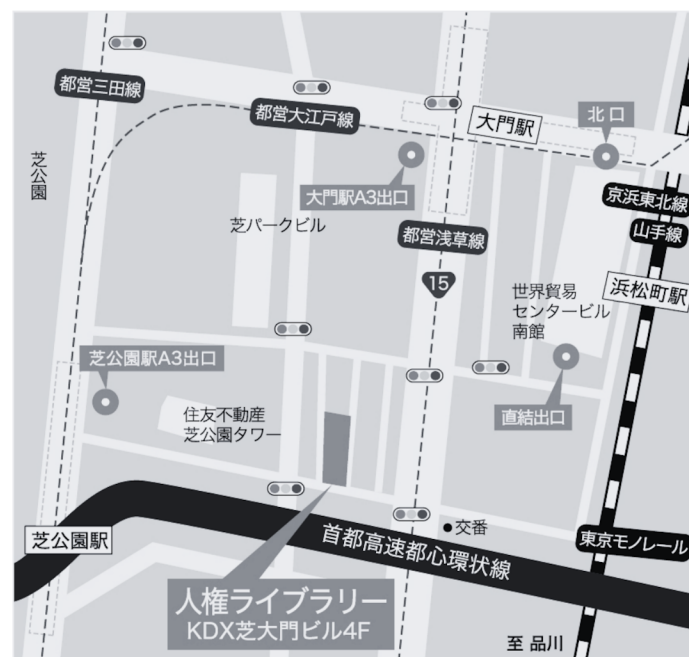 都営三田線
都営大江戸線
大門駅
北口
芝公園
大門駅A3出口
京浜東北線
山手線
芝パークビル
都営浅草線
15
浜松町駅
世界貿易
センタービル
南館
芝公園駅A3出口
直結出口
住友不動産
芝公園タワー
交番
芝公園駅
首都高速都心環状線
東京モノレール
人権ライブラリー
KDX芝大門ビル4F
至 品川